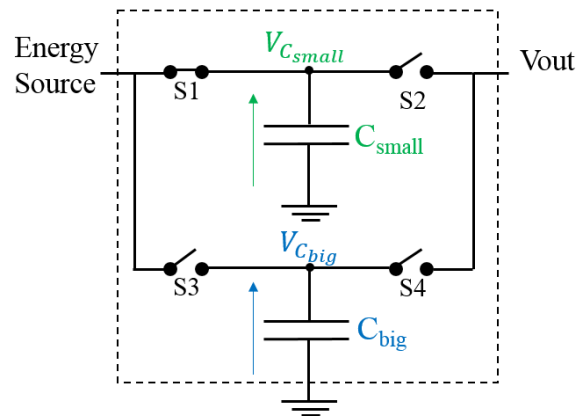 Energy
Source
V_{C_{small}}
Vout
S1
S2
C_{small}
V_{C_{big}}
S3
S4
C_{big}